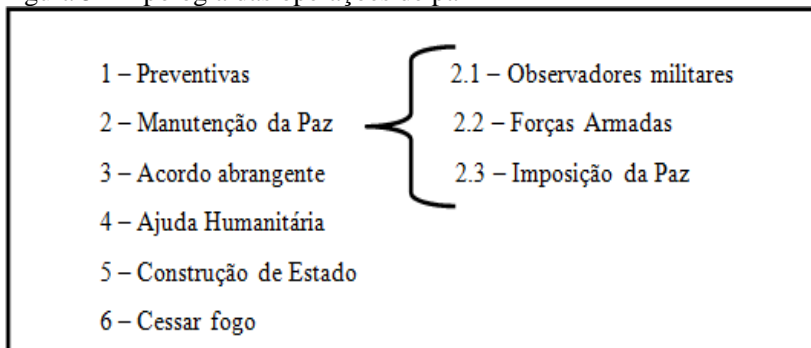 1 – Preventivas
2 – Manutenção da Paz
3 – Acordo abrangente
4 – Ajuda Humanitária
5 – Construção de Estado
6 – Cessar fogo
2.1 – Observadores militares
2.2 – Forças Armadas
2.3 – Imposição da Paz